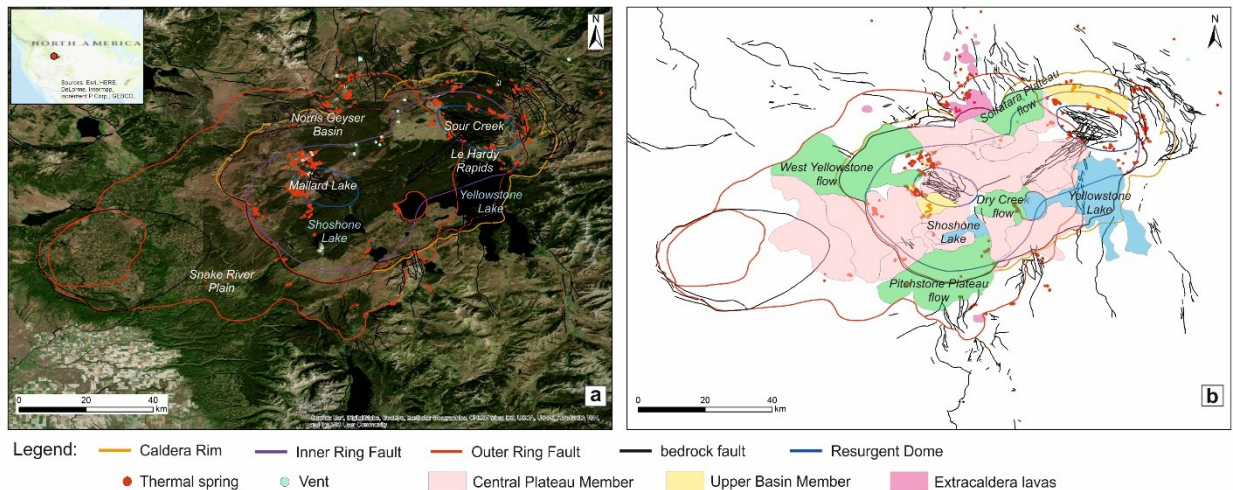 NORTH AMERICA
Sources: Esri, HERE,
DeLorme, Intermap,
increment P Corp., GEBCO,
N
Norris Geyser
Basin
Sour Creek
Le Hardy
Rapids
Mallard Lake
Yellowstone
Lake
Shoshone
Lake
Snake River
Plain
0 20 40
km
a
N
Solfatara Plateau
flow
West Yellowstone
flow
Dry Creek
flow
Yellowstone
Lake
Shoshone
Lake
Pitchstone Plateau
flow
0 20 40
km
b
Legend:
Caldera Rim
Inner Ring Fault
Outer Ring Fault
bedrock fault
Resurgent Dome
Thermal spring
Vent
Central Plateau Member
Upper Basin Member
Extracaldera lavas